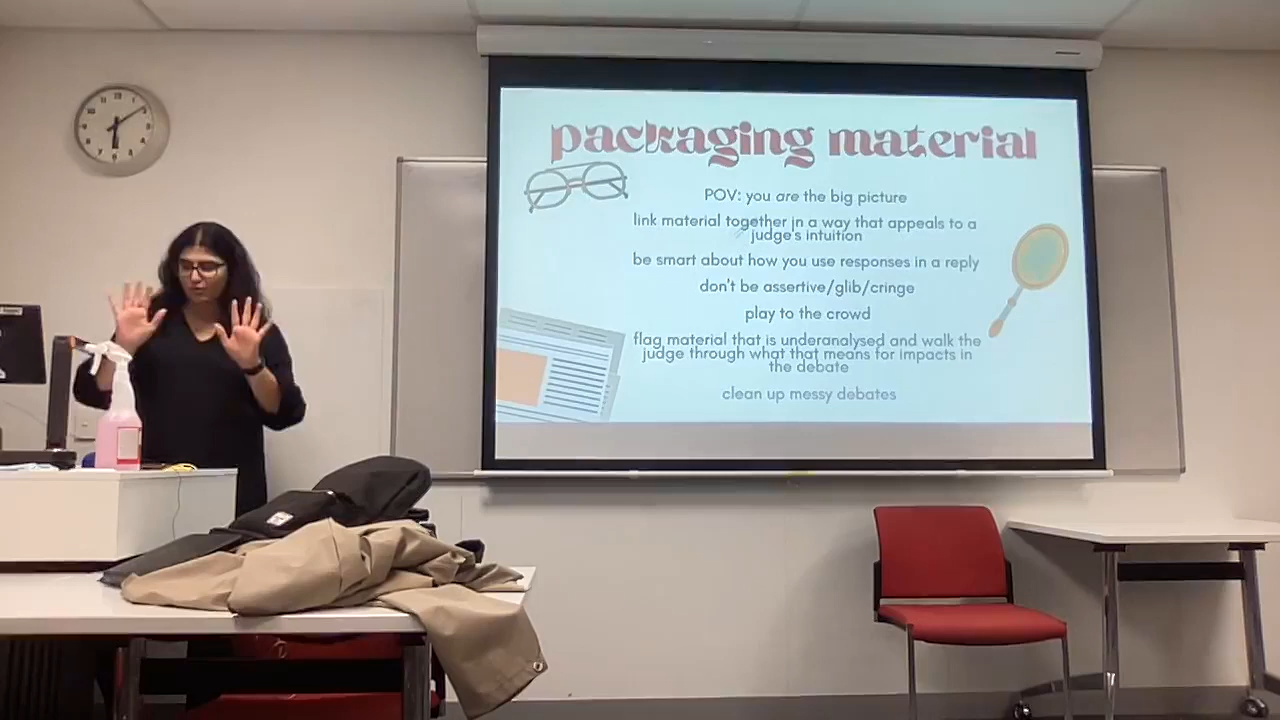 packaging material
POV: you are the big picture
link material together in a way that appeals to a
judge's intuition
be smart about how you use responses in a reply
don't be assertive/glib/cringe
play to the crowd
flag material that is underanalysed and walk the
judge through what that means for impacts in
the debate
clean up messy debates